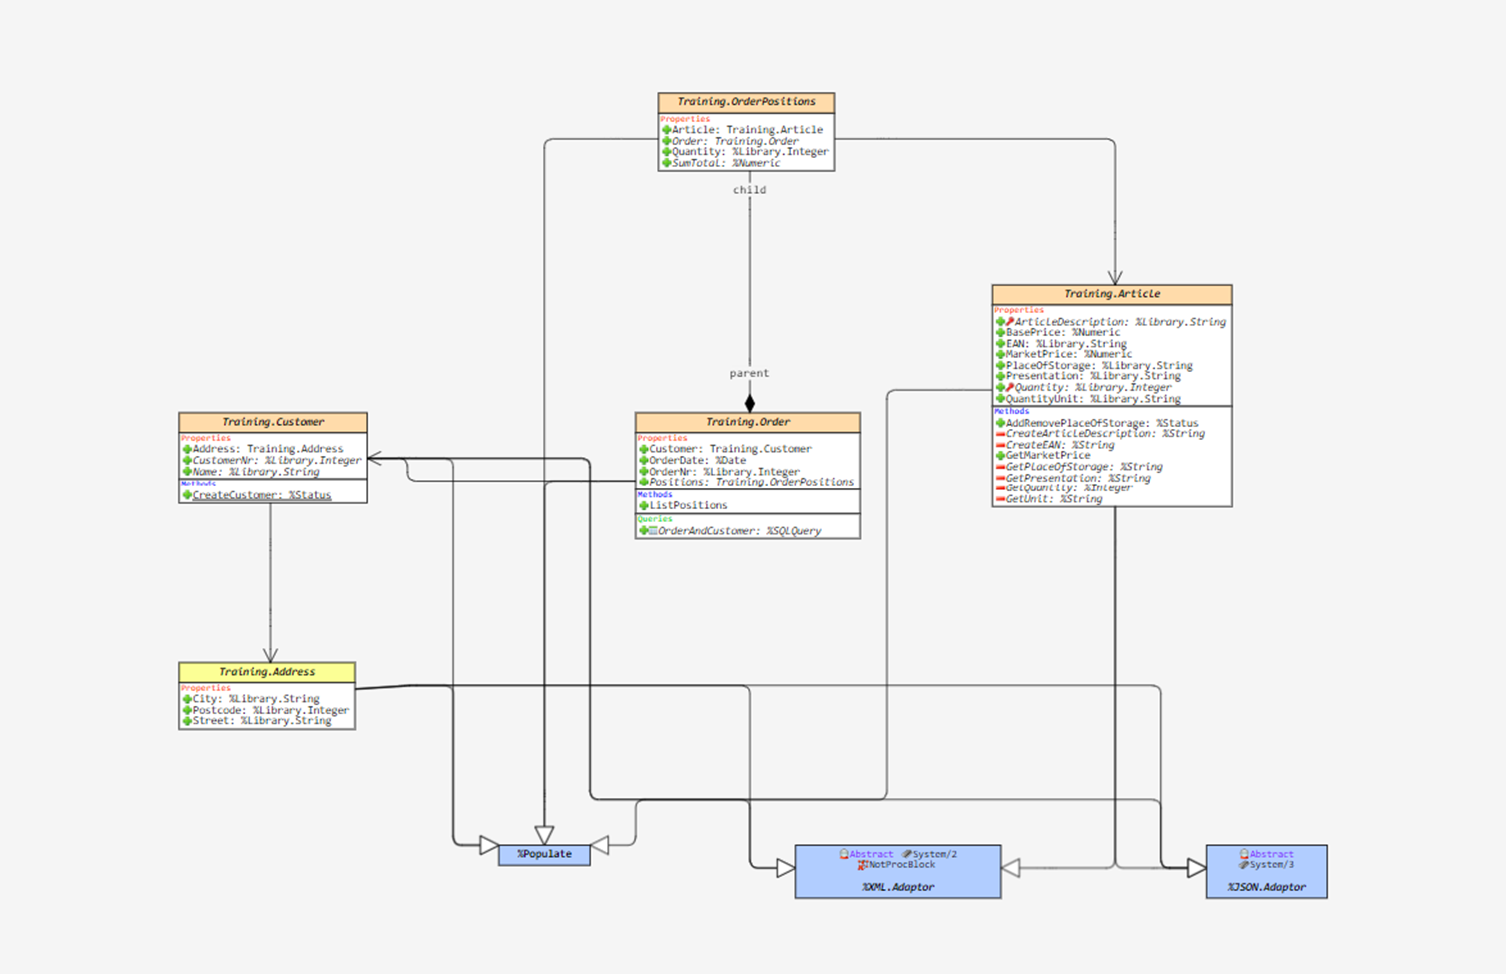 Training.OrderPositions
Properties
Article: Training.Article
Order: Training.Order
Quantity: %Library.Integer
SumTotal: %Numeric
child
parent
Training.Article
Properties
ArticleDescription: %Library.String
BasePrice: %Numeric
EAN: %Library.String
MarketPrice: %Numeric
PlaceOfStorage: %Library.String
Presentation: %Library.String
Quantity: %Library.Integer
QuantityUnit: %Library.String
Methods
AddRemovePlaceOfStorage: %Status
CreateArticleDescription: %String
CreateEAN: %String
GetMarketPrice
GetPlaceOfStorage: %String
GetPresentation: %String
GetQuantity: %Integer
GetUnit: %String
Training.Customer
Properties
Address: Training.Address
CustomerNr: %Library.Integer
Name: %Library.String
Methods
CreateCustomer: %Status
Training.Order
Properties
Customer: Training.Customer
OrderDate: %Date
OrderNr: %Library.Integer
Positions: Training.OrderPositions
Methods
ListPositions
Queries
OrderAndCustomer: %SQLQuery
Training.Address
Properties
City: %Library.String
Postcode: %Library.Integer
Street: %Library.String
%Populate
Abstract System/2
NotProcBlock
%XML.Adaptor
Abstract
System/3
%JSON.Adaptor